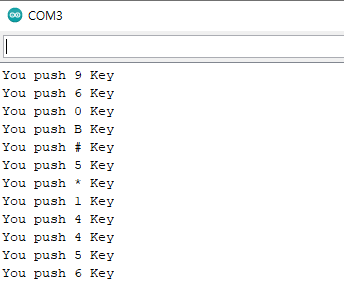 COM3
You push 9 Key
You push 6 Key
You push 0 Key
You push B Key
You push # Key
You push 5 Key
You push * Key
You push 1 Key
You push 4 Key
You push 4 Key
You push 5 Key
You push 6 Key